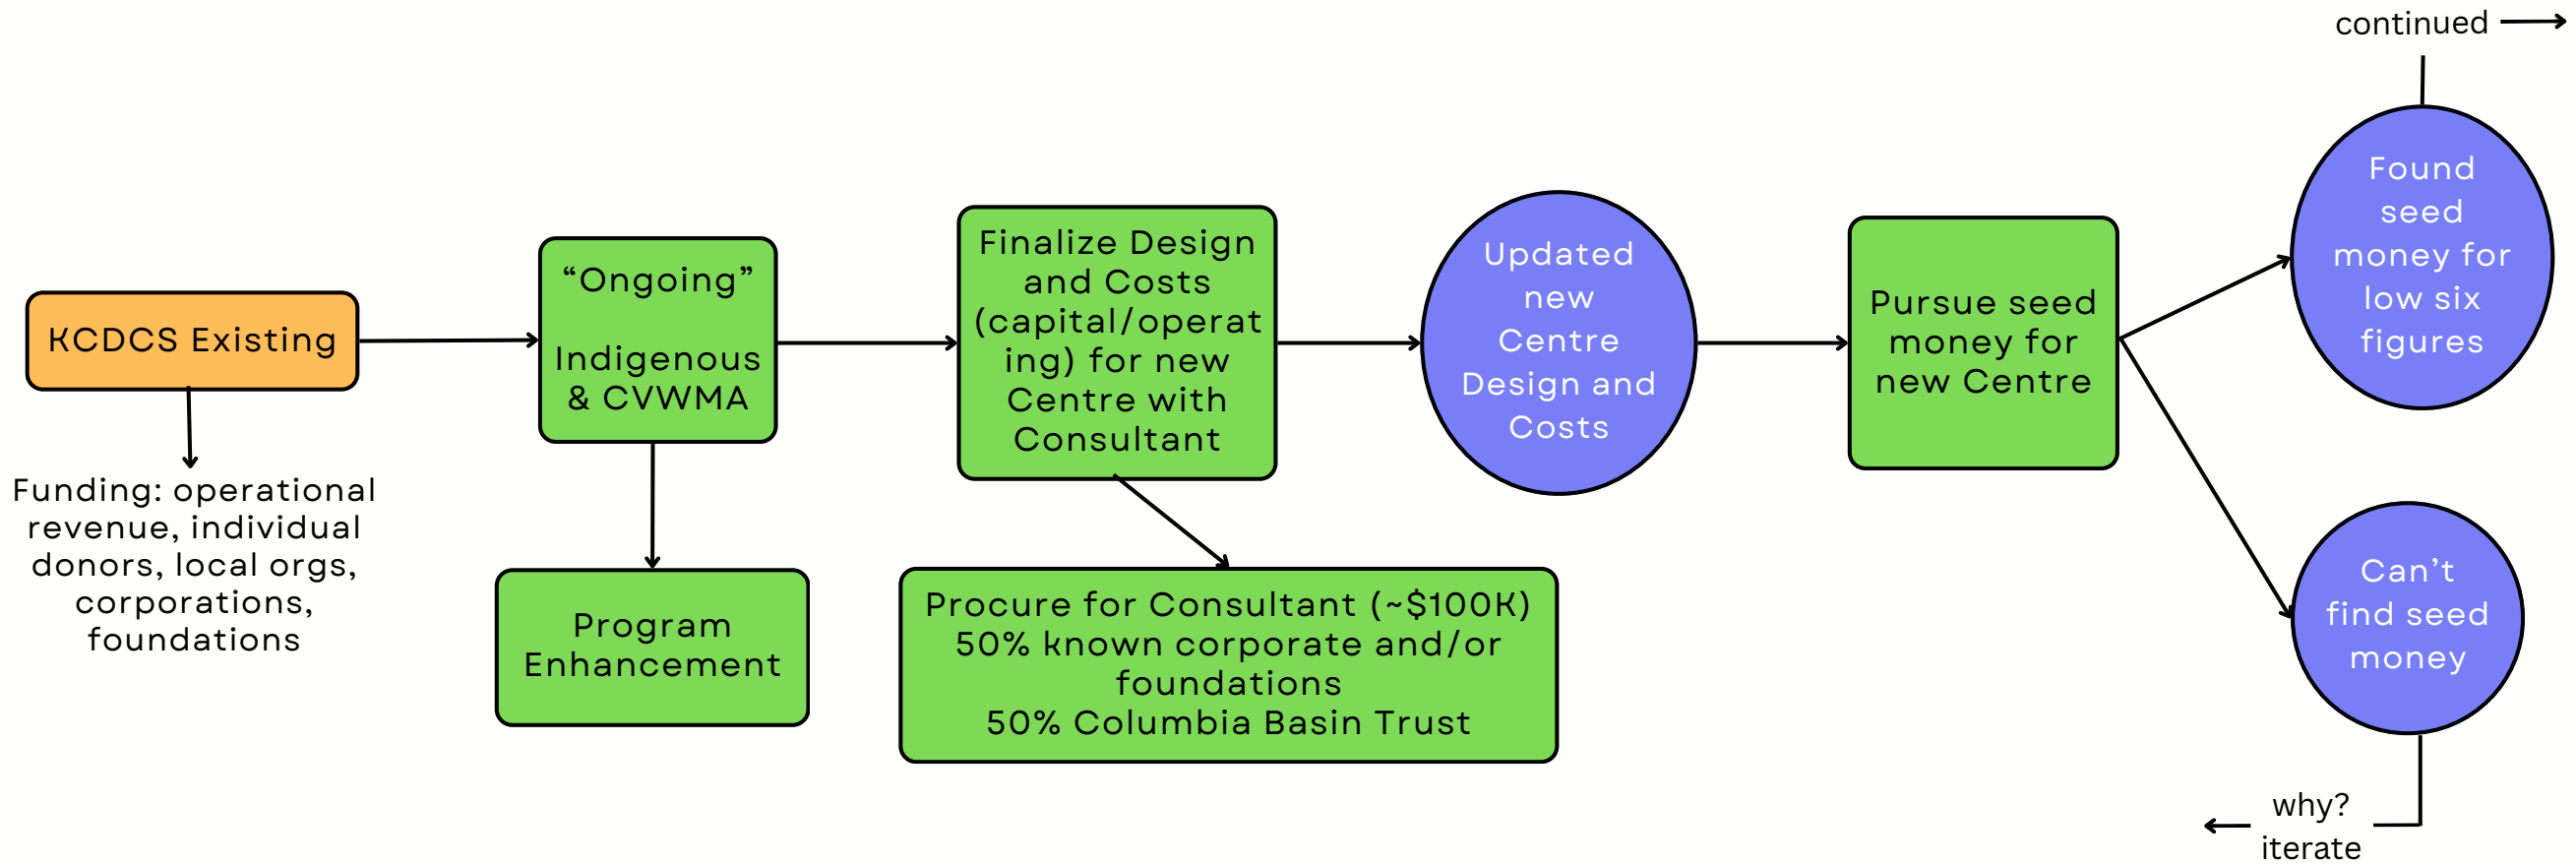 continued
KCDCS Existing
Funding: operational
revenue, individual
donors, local orgs,
corporations,
foundations
“Ongoing”
Indigenous
& CVWMA
Program
Enhancement
Finalize Design
and Costs
(capital/operat
ing) for new
Centre with
Consultant
Procure for Consultant (~$100K)
50% known corporate and/or
foundations
50% Columbia Basin Trust
Updated
new
Centre
Design and
Costs
Pursue seed
money for
new Centre
Found
seed
money for
low six
figures
Can’t
find seed
money
why?
iterate